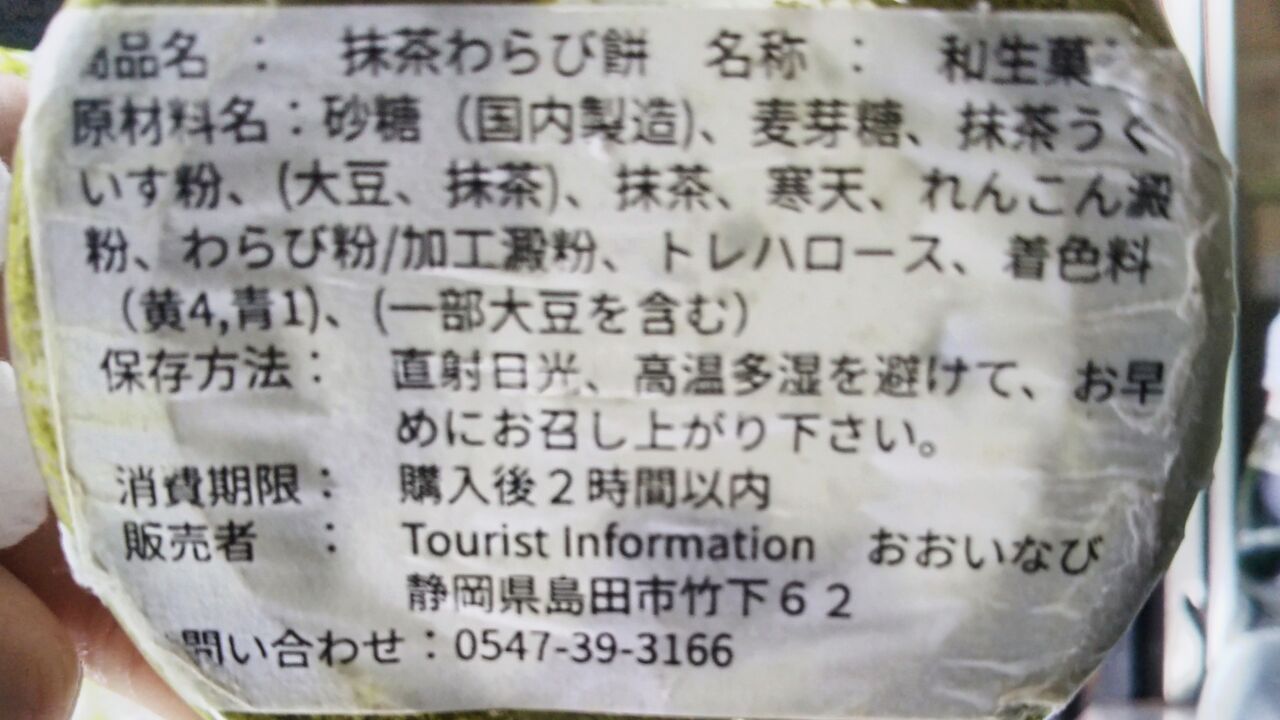 商品名 : 抹茶わらび餅 名称 : 和生菓
原材料名:砂糖（国内製造)、麦芽糖、抹茶うぐ
いす粉、(大豆、抹茶)、抹茶、寒天、れんこん澱
粉、わらび粉/加工澱粉、トレハロース、着色料
（黄4,青1)、(一部大豆を含む）
保存方法： 直射日光、高温多湿を避けて、お早
めにお召し上がり下さい。
消費期限： 購入後２時間以内
販売者 ： Tourist Information おおいなび
静岡県島田市竹下６２
問い合わせ：0547-39-3166